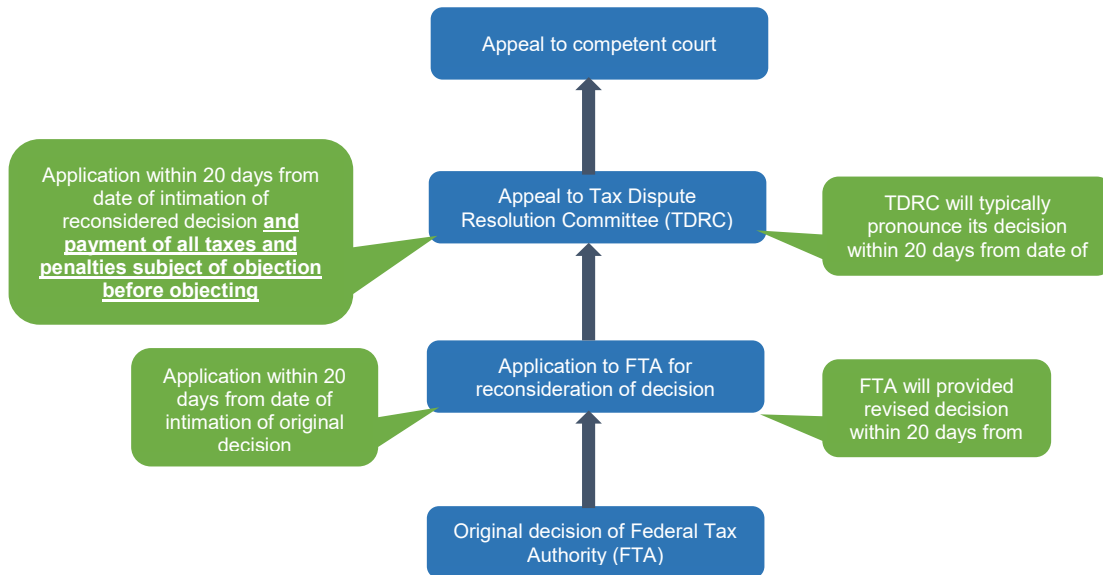 Appeal to competent court
Application within 20 days from
date of intimation of
reconsidered decision and
payment of all taxes and
penalties subject of objection
before objecting
Appeal to Tax Dispute
Resolution Committee (TDRC)
TDRC will typically
pronounce its decision
within 20 days from date of
Application within 20
days from date of
intimation of original
decision
Application to FTA for
reconsideration of decision
FTA will provided
revised decision
within 20 days from
Original decision of Federal Tax
Authority (FTA)